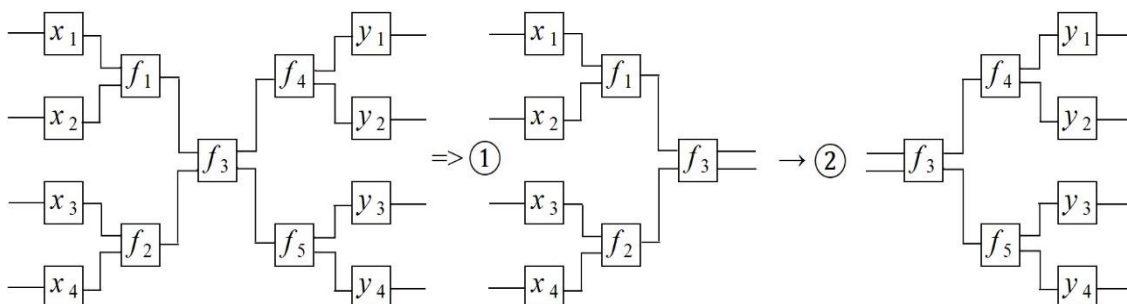 x₁ y₁ x₁ y₁
f₁ f₄ f₁ f₄
x₂ y₂ x₂ y₂
f₃ => ① f₃ → ② f₃
x₃ y₃ x₃ y₃
f₂ f₅ f₂ f₅
x₄ y₄ x₄ y₄